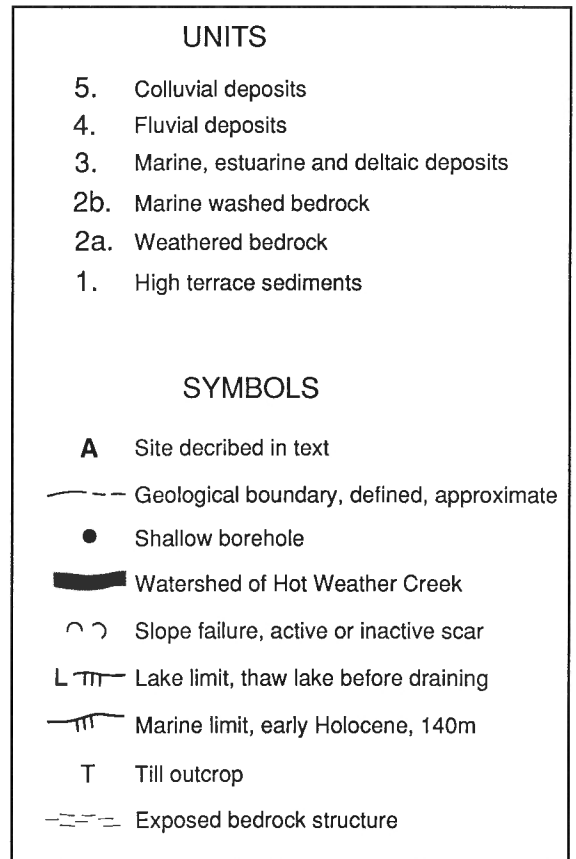 UNITS
5. Colluvial deposits
4. Fluvial deposits
3. Marine, estuarine and deltaic deposits
2b. Marine washed bedrock
2a. Weathered bedrock
1. High terrace sediments
SYMBOLS
A Site decribed in text
Geological boundary, defined, approximate
Shallow borehole
Watershed of Hot Weather Creek
Slope failure, active or inactive scar
L Lake limit, thaw lake before draining
Marine limit, early Holocene, 140m
T Till outcrop
Exposed bedrock structure